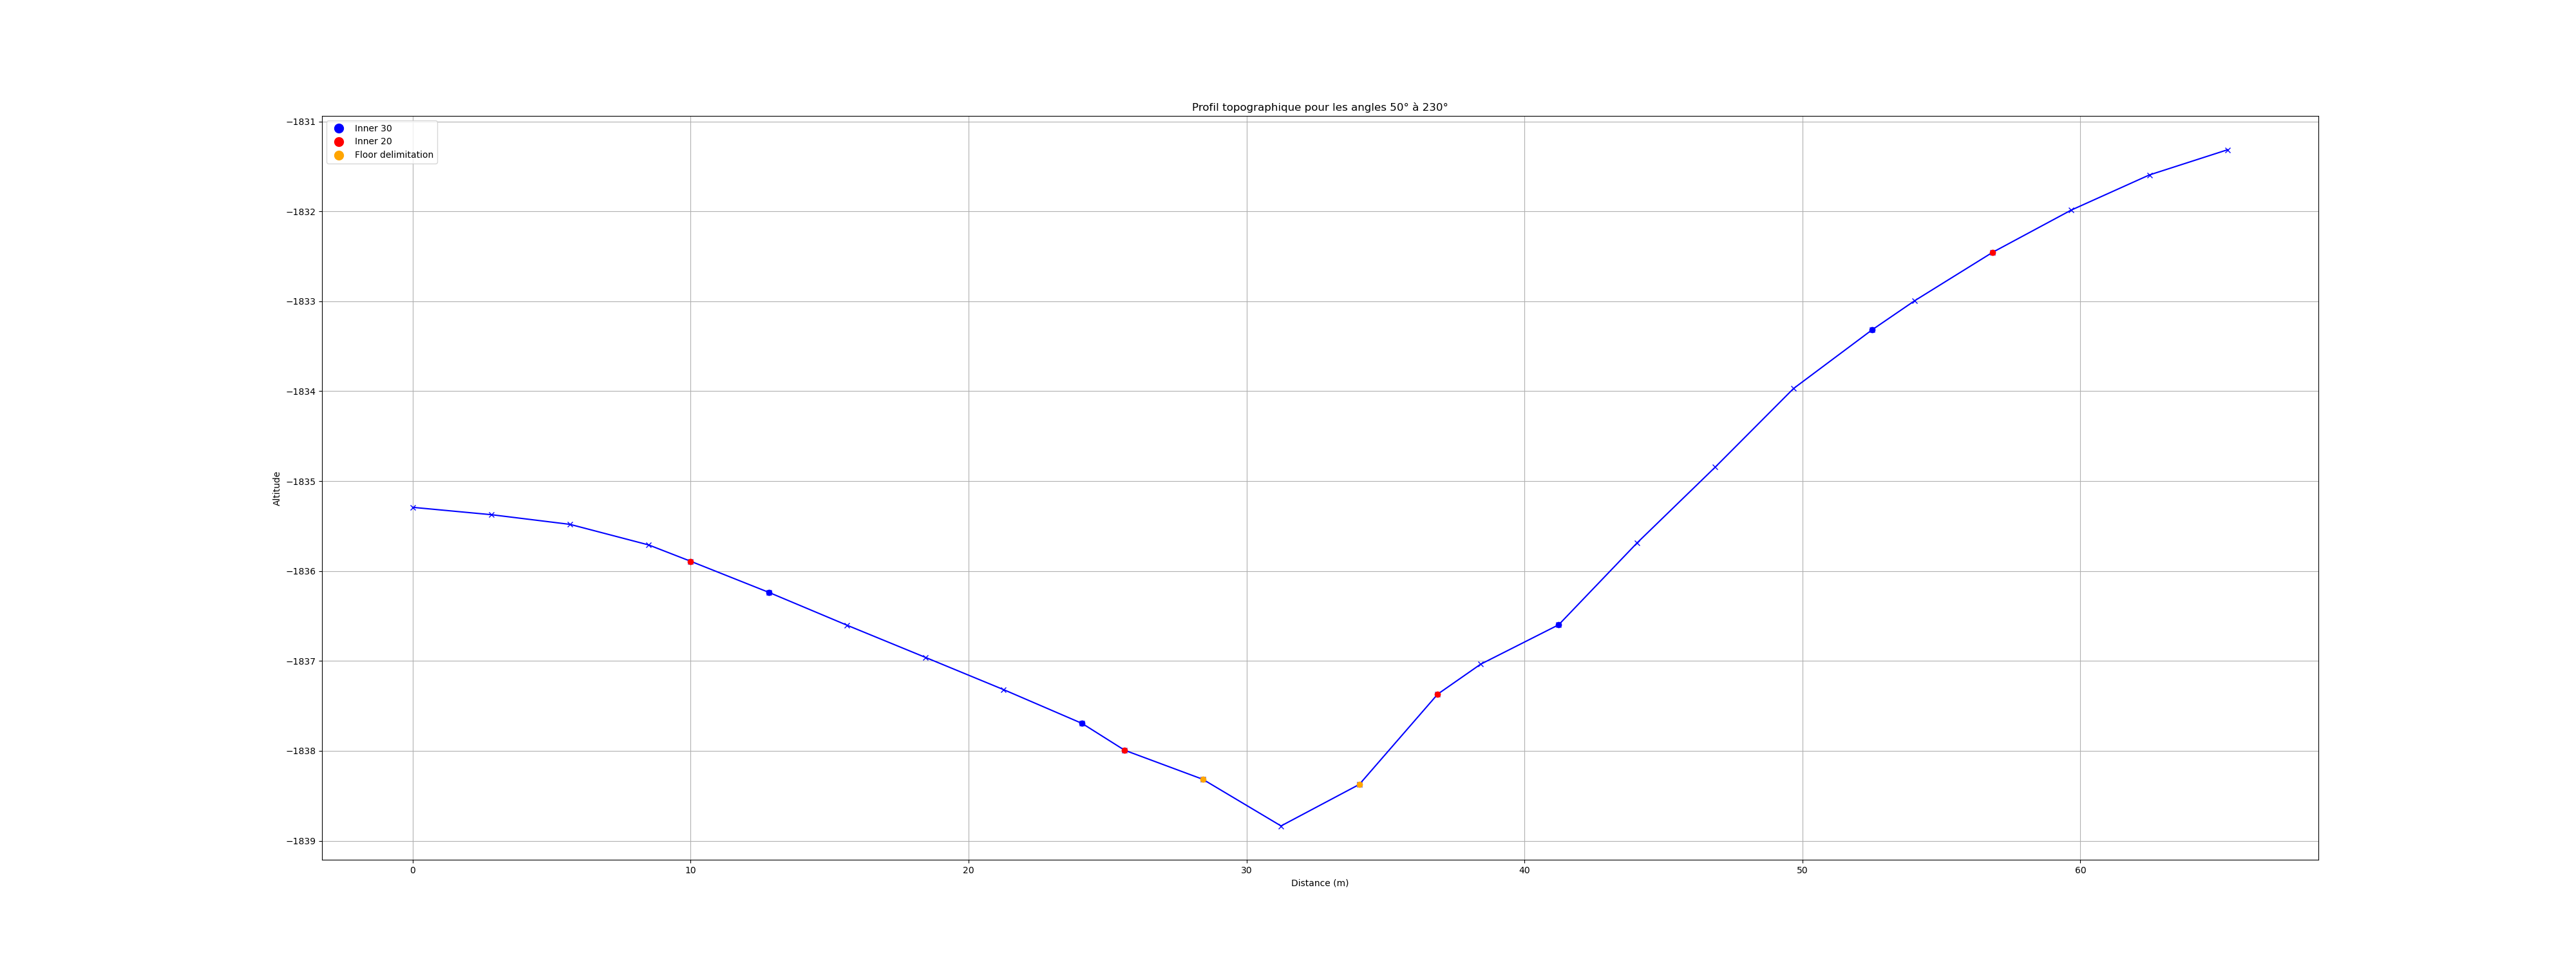 Profil topographique pour les angles 50° à 230°
Inner 30
Inner 20
Floor delimitation
−1831
−1832
−1833
−1834
−1835
−1836
−1837
−1838
−1839
Altitude
0 10 20 30 40 50 60
Distance (m)